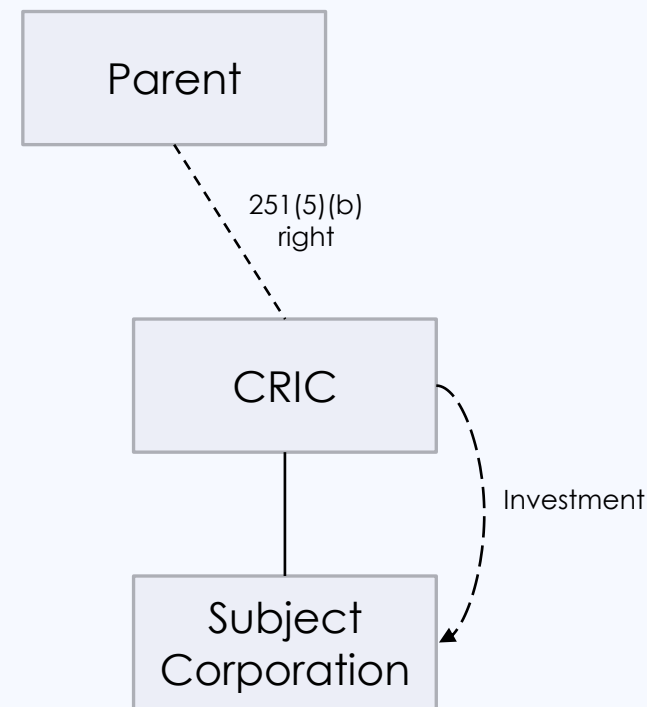 Parent
251(5)(b)
right
CRIC
Investment
Subject
Corporation